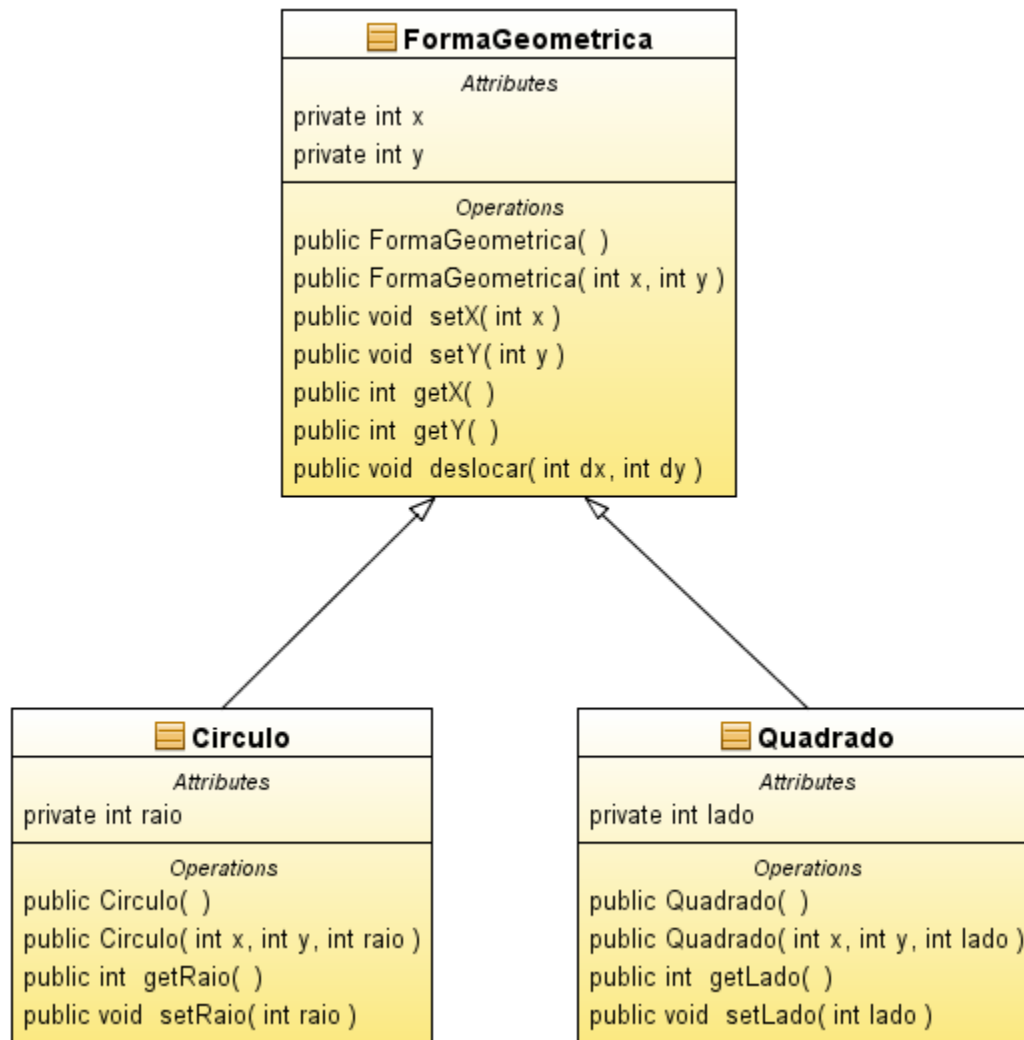 FormaGeometrica
Attributes
private int x
private int y
Operations
public FormaGeometrica( )
public FormaGeometrica( int x, int y )
public void setX( int x )
public void setY( int y )
public int getX( )
public int getY( )
public void deslocar( int dx, int dy )
Circulo
Attributes
private int raio
Operations
public Circulo( )
public Circulo( int x, int y, int raio )
public int getRaio( )
public void setRaio( int raio )
Quadrado
Attributes
private int lado
Operations
public Quadrado( )
public Quadrado( int x, int y, int lado )
public int getLado( )
public void setLado( int lado )